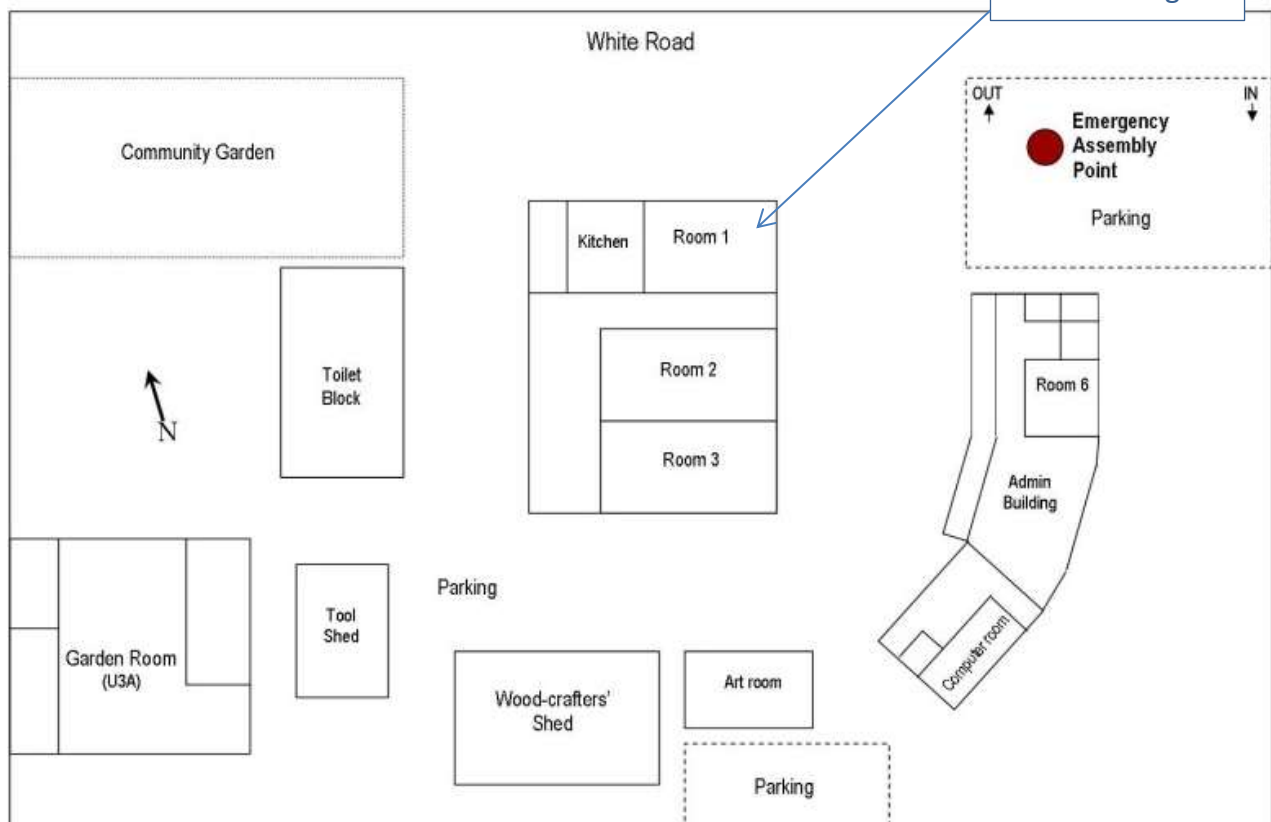 White Road
OUT
IN
Emergency
Assembly
Point
Parking
Community Garden
Kitchen
Room 1
Toilet
Block
Room 2
Room 3
N
Room 6
Admin
Building
Parking
Tool
Shed
Garden Room
(U3A)
Wood-crafters'
Shed
Art room
Computer room
Parking